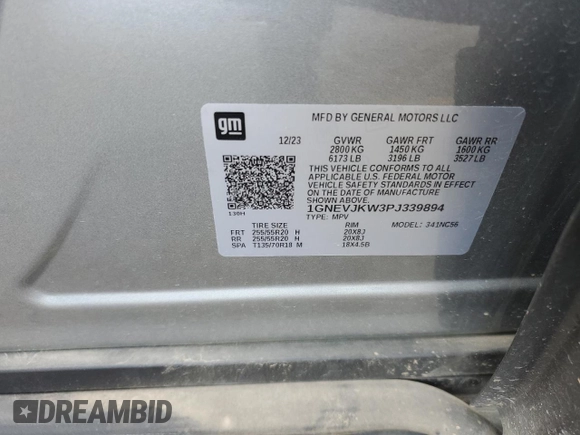 gm
MFD BY GENERAL MOTORS LLC
12/23 GVWR GAWR FRT GAWR RR
2800 KG 1450 KG 1600 KG
6173 LB 3196 LB 3527 LB
THIS VEHICLE CONFORMS TO ALL
APPLICABLE U.S. FEDERAL MOTOR
VEHICLE SAFETY STANDARDS IN EFFECT
ON THE DATE OF MANUFACTURE
SHOWN ABOVE.
1GNEVJKW3PJ339894
TYPE: MPV MODEL: 341NC56
138H
TIRE SIZE RIM
FRT 255/55R20 H 20X8J
RR 255/55R20 H 20X8J
SPA T135/70R18 M 18X4.5B
DREAMBID